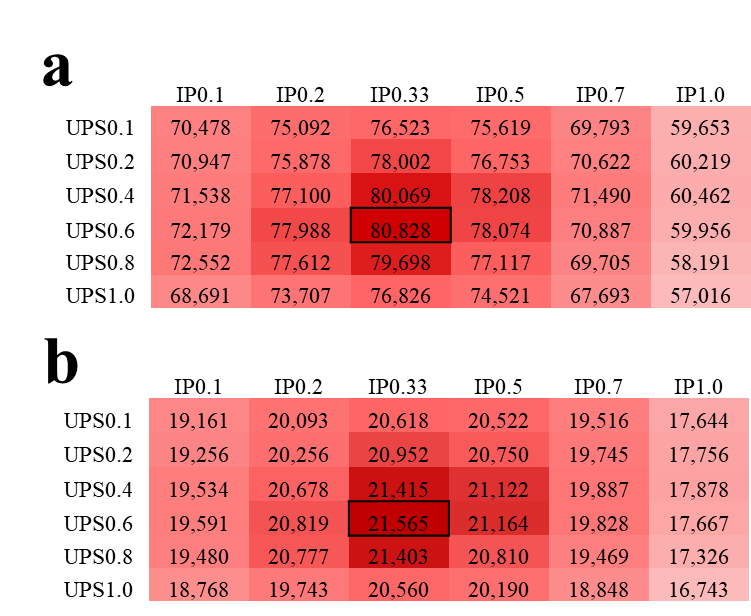 a
IP0.1 IP0.2 IP0.33 IP0.5 IP0.7 IP1.0
UPS0.1 70,478 75,092 76,523 75,619 69,793 59,653
UPS0.2 70,947 75,878 78,002 76,753 70,622 60,219
UPS0.4 71,538 77,100 80,069 78,208 71,490 60,462
UPS0.6 72,179 77,988 80,828 78,074 70,887 59,956
UPS0.8 72,552 77,612 79,698 77,117 69,705 58,191
UPS1.0 68,691 73,707 76,826 74,521 67,693 57,016
b
IP0.1 IP0.2 IP0.33 IP0.5 IP0.7 IP1.0
UPS0.1 19,161 20,093 20,618 20,522 19,516 17,644
UPS0.2 19,256 20,256 20,952 20,750 19,745 17,756
UPS0.4 19,534 20,678 21,415 21,122 19,887 17,878
UPS0.6 19,591 20,819 21,565 21,164 19,828 17,667
UPS0.8 19,480 20,777 21,403 20,810 19,469 17,326
UPS1.0 18,768 19,743 20,560 20,190 18,848 16,743